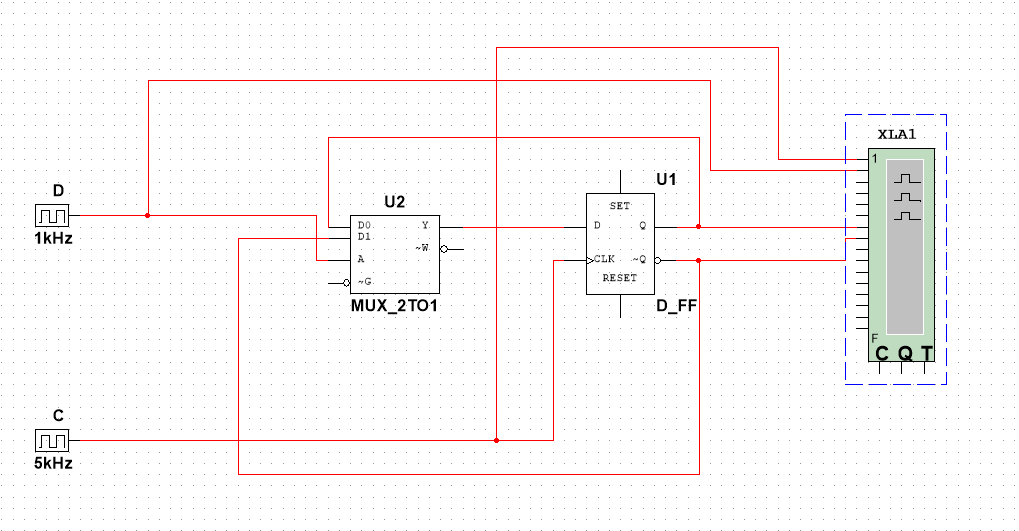 XLA1
1
F
C Q T
D
1kHz
U2
D0 Y
D1
~W
A
~G
MUX_2TO1
U1
SET
D Q
CLK ~Q
RESET
D_FF
C
5kHz